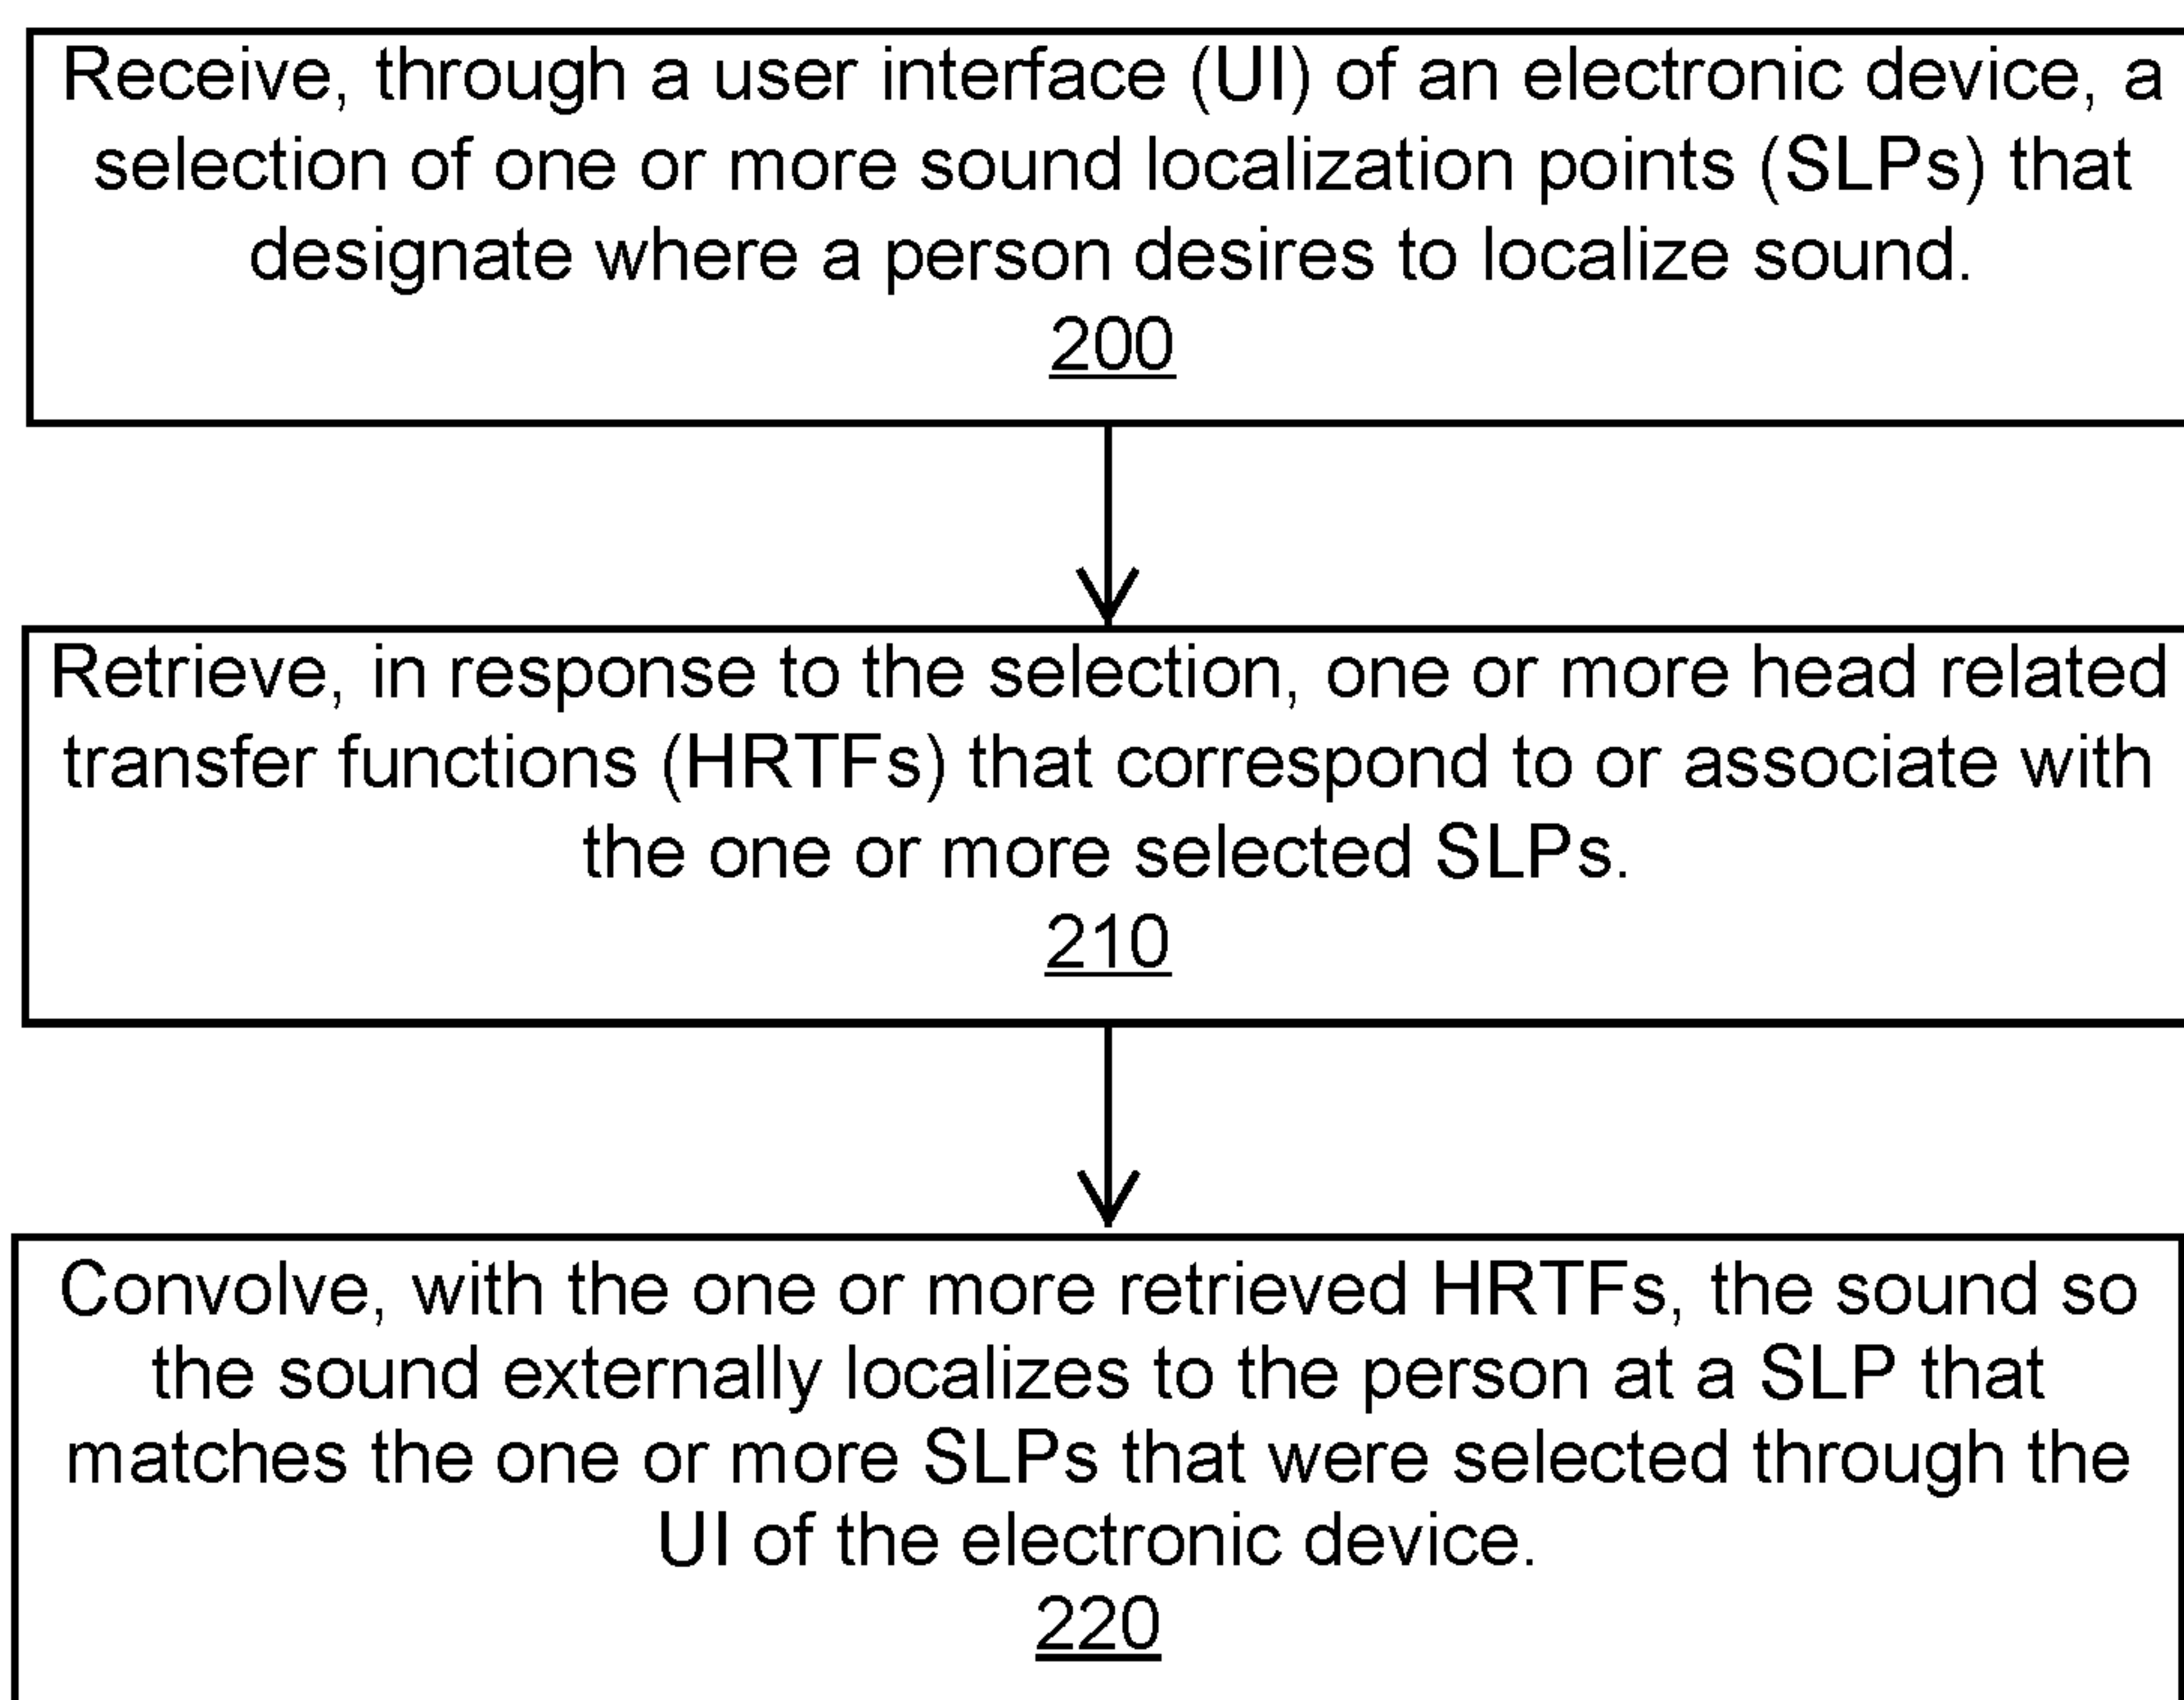 Receive, through a user interface (UI) of an electronic device, a
selection of one or more sound localization points (SLPs) that
designate where a person desires to localize sound.
200
Retrieve, in response to the selection, one or more head related
transfer functions (HRTFs) that correspond to or associate with
the one or more selected SLPs.
210
Convolve, with the one or more retrieved HRTFs, the sound so
the sound externally localizes to the person at a SLP that
matches the one or more SLPs that were selected through the
UI of the electronic device.
220